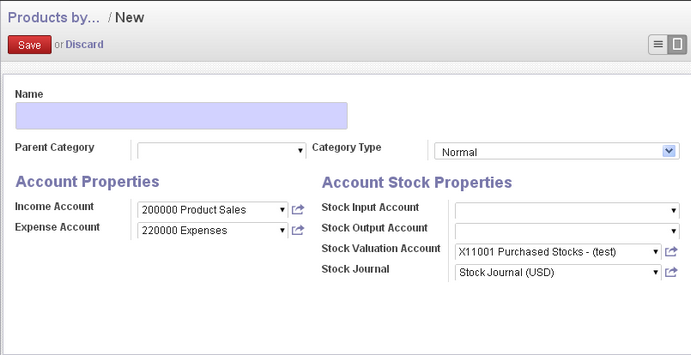 Products by... / New
Save or Discard
Name
Parent Category
Category Type Normal
Account Properties
Income Account 200000 Product Sales
Expense Account 220000 Expenses
Account Stock Properties
Stock Input Account
Stock Output Account
Stock Valuation Account X11001 Purchased Stocks - (test)
Stock Journal Stock Journal (USD)